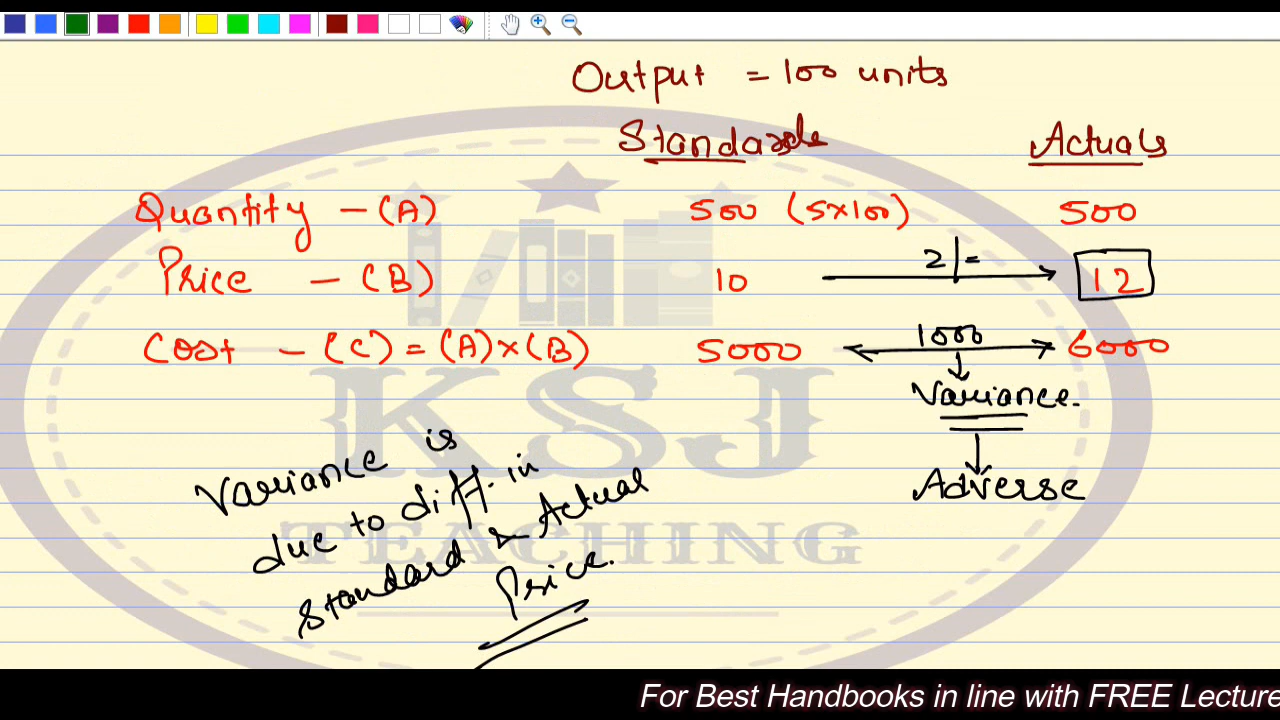 Output = 100 units
Standards Actuals
Quantity - (A) 500 (5x100) 500
Price - (B) 10 2/= 12
Cost - (C) = (A)x(B) 5000 1000 6000
Variance.
Adverse
Variance is
due to diff. in
Standard & Actual
Price.
KSJ
TEACHING
For Best Handbooks in line with FREE Lecture